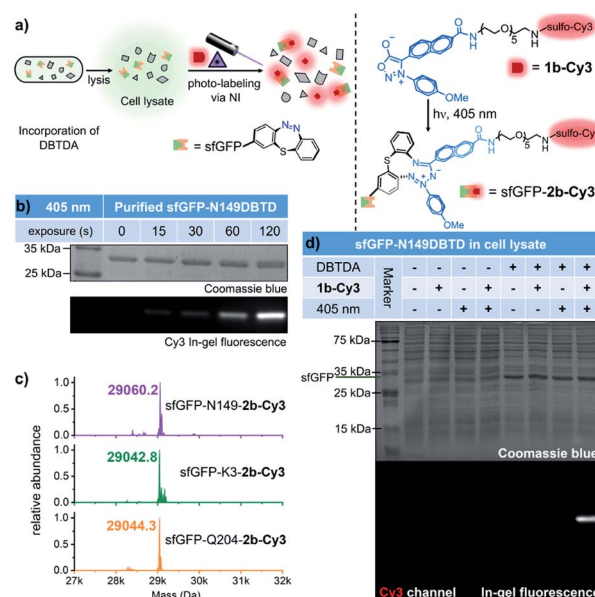 a)
lysis
Cell lysate
photo-labeling
via NI
Incorporation of
DBTDA
= sfGFP
N=N
S
O
N
H
O
5
N
H
sulfo-Cy3
OMe
= 1b-Cy3
hν, 405 nm
sulfo-Cy
OMe
= sfGFP-2b-Cy3
b) 405 nm Purified sfGFP-N149DBTD
exposure (s) 0 15 30 60 120
35 kDa
25 kDa
Coomassie blue
Cy3 In-gel fluorescence
c)
relative abundance
1.0
0.5
0.0
29060.2
sfGFP-N149-2b-Cy3
1.0
0.5
0.0
29042.8
sfGFP-K3-2b-Cy3
1.0
0.5
0.0
29044.3
sfGFP-Q204-2b-Cy3
27k 28k 29k 30k 31k 32k
Mass (Da)
d) sfGFP-N149DBTD in cell lysate
DBTDA Marker - - - - + + + +
1b-Cy3 - + - + - + - +
405 nm - - + + - - + +
75 kDa
35 kDa
sfGFP
25 kDa
15 kDa
Coomassie blue
Cy3 channel In-gel fluorescence